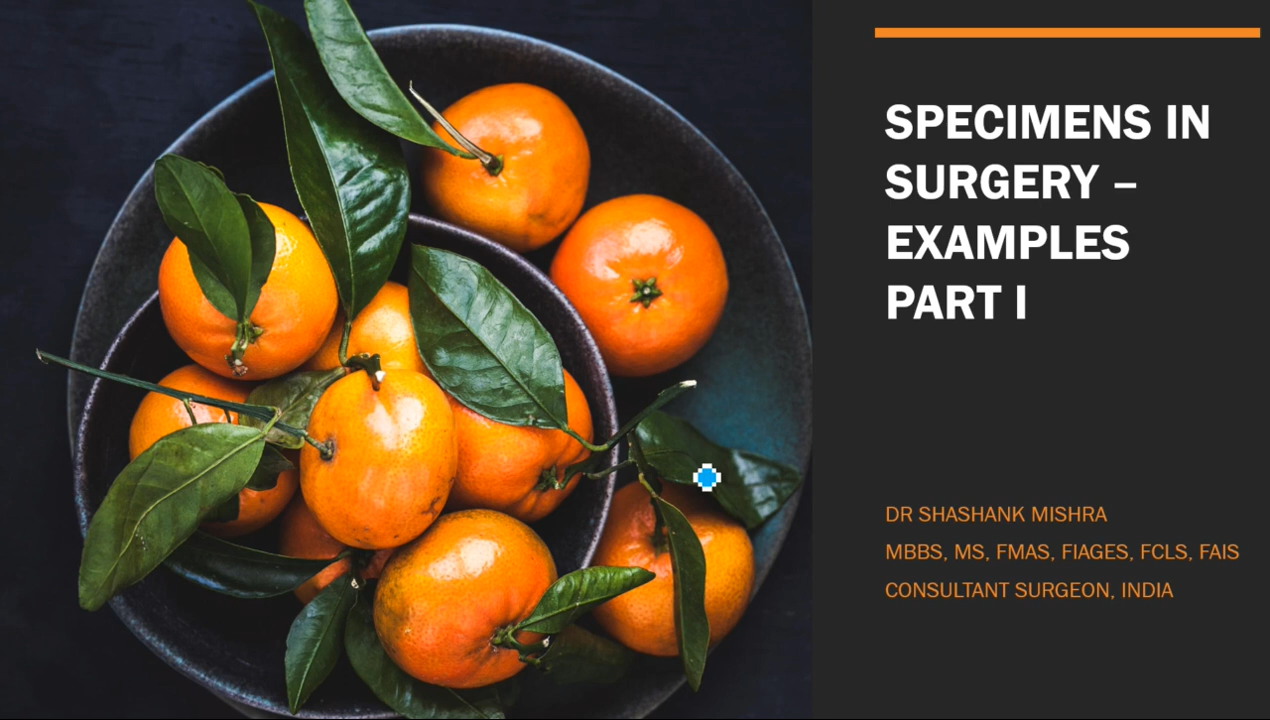 SPECIMENS IN
SURGERY –
EXAMPLES
PART I
DR SHASHANK MISHRA
MBBS, MS, FMAS, FIAGES, FCLS, FAIS
CONSULTANT SURGEON, INDIA